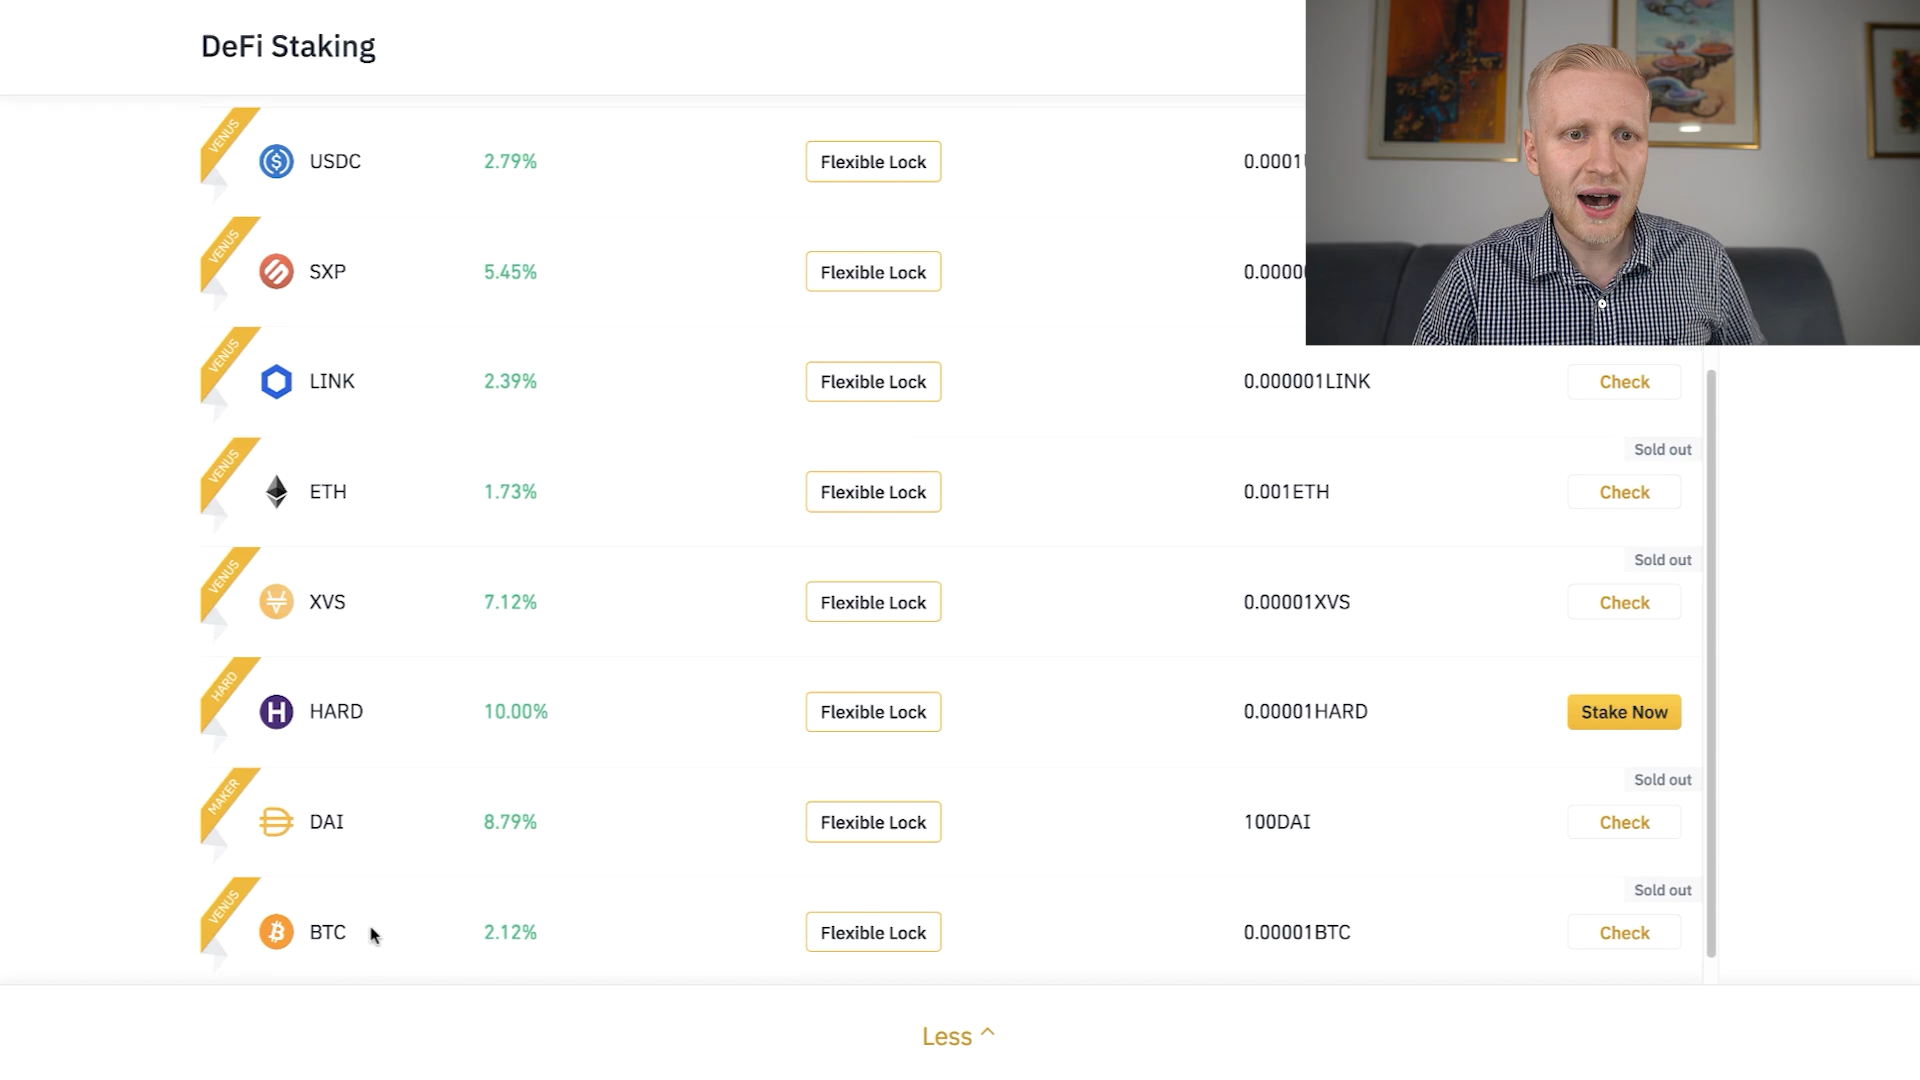 DeFi Staking
VENUS
USDC 2.79% Flexible Lock 0.0001
VENUS
SXP 5.45% Flexible Lock 0.0000
VENUS
LINK 2.39% Flexible Lock 0.000001LINK Check
Sold out
VENUS
ETH 1.73% Flexible Lock 0.001ETH Check
Sold out
VENUS
XVS 7.12% Flexible Lock 0.00001XVS Check
HARD
HARD 10.00% Flexible Lock 0.00001HARD Stake Now
Sold out
MAKER
DAI 8.79% Flexible Lock 100DAI Check
Sold out
VENUS
BTC 2.12% Flexible Lock 0.00001BTC Check
Less